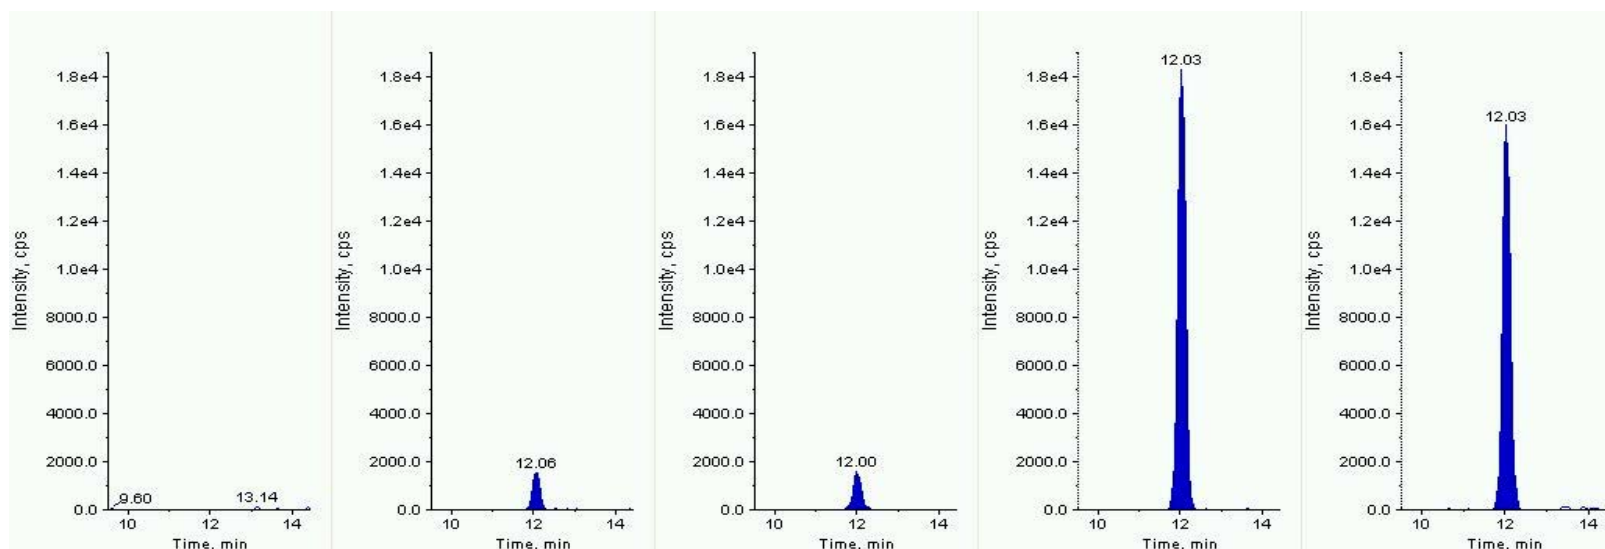 Intensity, cps
1.8e4
1.6e4
1.4e4
1.2e4
1.0e4
8000.0
6000.0
4000.0
2000.0
0.0
9.60
13.14
10 12 14
Time, min
Intensity, cps
1.8e4
1.6e4
1.4e4
1.2e4
1.0e4
8000.0
6000.0
4000.0
2000.0
0.0
12.06
10 12 14
Time, min
Intensity, cps
1.8e4
1.6e4
1.4e4
1.2e4
1.0e4
8000.0
6000.0
4000.0
2000.0
0.0
12.00
10 12 14
Time, min
Intensity, cps
1.8e4
1.6e4
1.4e4
1.2e4
1.0e4
8000.0
6000.0
4000.0
2000.0
0.0
12.03
10 12 14
Time, min
Intensity, cps
1.8e4
1.6e4
1.4e4
1.2e4
1.0e4
8000.0
6000.0
4000.0
2000.0
0.0
12.03
10 12 14
Time, min